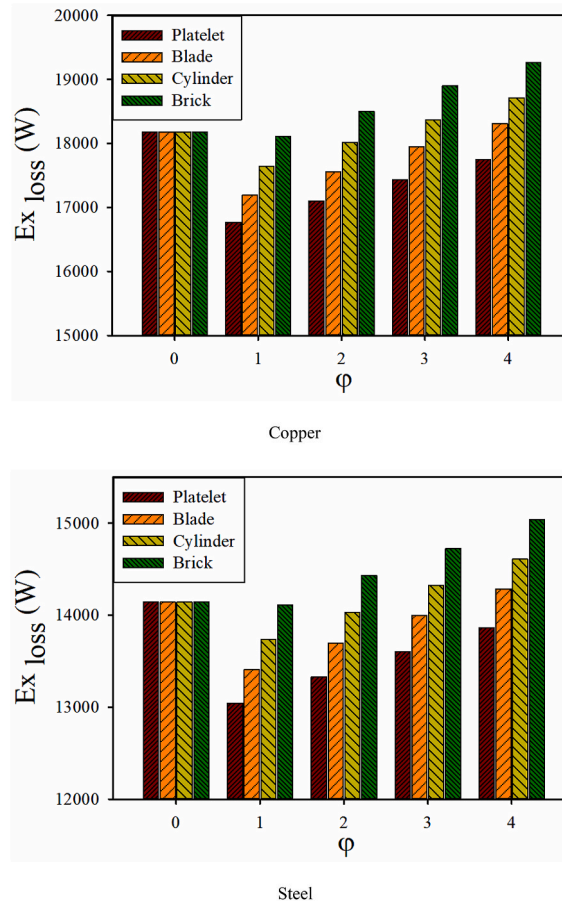 20000
19000
18000
17000
16000
15000
Ex loss (W)
Platelet
Blade
Cylinder
Brick
0 1 2 3 4
φ
Copper
15000
14000
13000
12000
Ex loss (W)
Platelet
Blade
Cylinder
Brick
0 1 2 3 4
φ
Steel